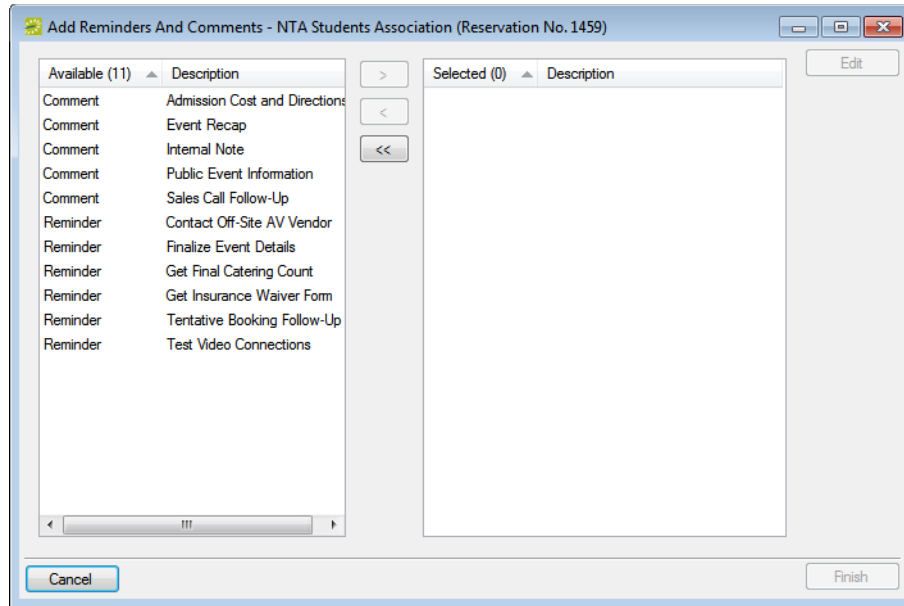 Add Reminders And Comments - NTA Students Association (Reservation No. 1459)
Available (11) Description
Comment Admission Cost and Directions
Comment Event Recap
Comment Internal Note
Comment Public Event Information
Comment Sales Call Follow-Up
Reminder Contact Off-Site AV Vendor
Reminder Finalize Event Details
Reminder Get Final Catering Count
Reminder Get Insurance Waiver Form
Reminder Tentative Booking Follow-Up
Reminder Test Video Connections
>
<
<<
Selected (0) Description
Edit
Cancel
Finish